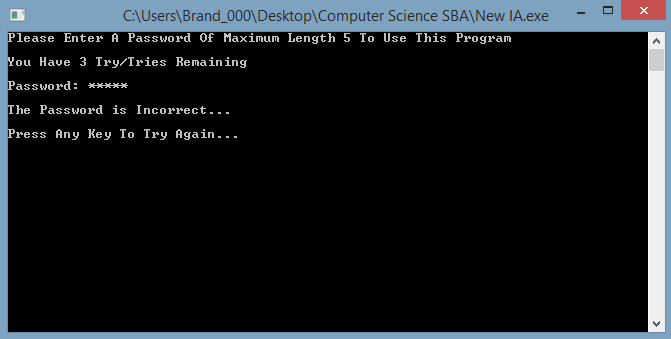 C:\Users\Brand_000\Desktop\Computer Science SBA\New IA.exe
Please Enter A Password Of Maximum Length 5 To Use This Program
You Have 3 Try/Tries Remaining
Password: *****
The Password is Incorrect...
Press Any Key To Try Again...